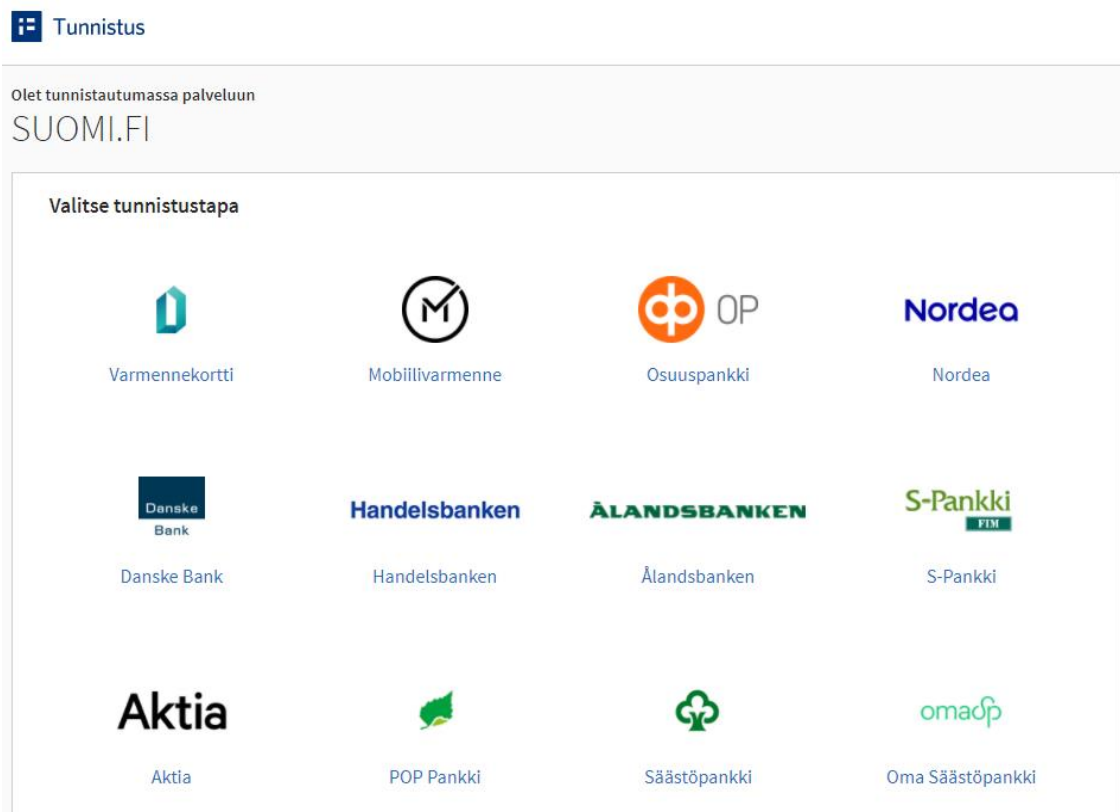 Tunnistus
Olet tunnistautumassa palveluun
SUOMI.FI
Valitse tunnistustapa
OP Nordea
Varmennekortti Mobiilivarmenne Osuuspankki Nordea
Danske Bank Handelsbanken ÅLANDSBANKEN S-Pankki FIM
Danske Bank Handelsbanken Ålandsbanken S-Pankki
Aktia omasp
Aktia POP Pankki Säästöpankki Oma Säästöpankki